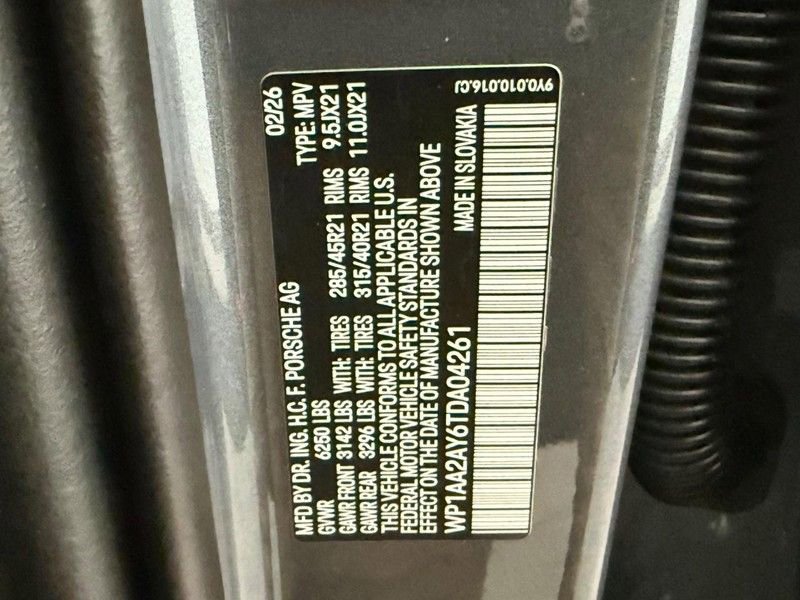 MFD BY DR. ING. H.C. F. PORSCHE AG 02/26
GVWR 6250 LBS TYPE: MPV
GAWR FRONT 3142 LBS WITH: TIRES 285/45R21 RIMS 9.5JX21
GAWR REAR 3296 LBS WITH: TIRES 315/40R21 RIMS 11.0JX21
THIS VEHICLE CONFORMS TO ALL APPLICABLE U.S.
FEDERAL MOTOR VEHICLE SAFETY STANDARDS IN
EFFECT ON THE DATE OF MANUFACTURE SHOWN ABOVE
WP1AA2AY6TDA04261 MADE IN SLOVAKIA
9Y0.010.016.CJ